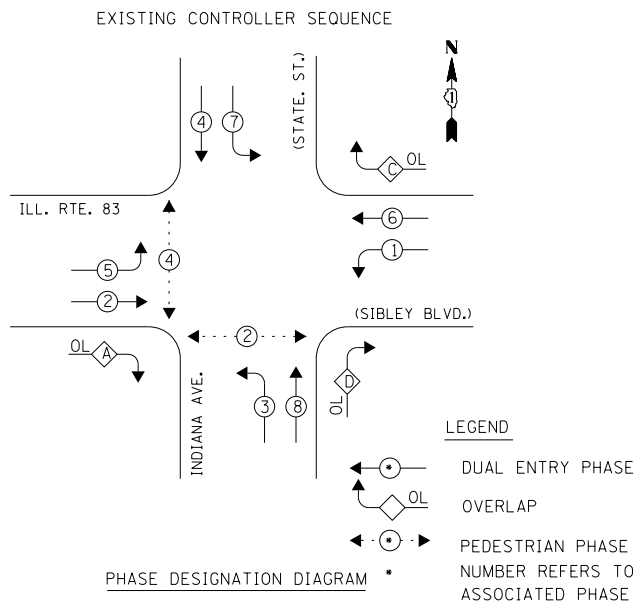 EXISTING CONTROLLER SEQUENCE
N
1
(STATE. ST.)
4
7
C
OL
ILL. RTE. 83
6
5
4
1
2
(SIBLEY BLVD.)
OL
A
2
D
OL
INDIANA AVE.
3
8
LEGEND
* DUAL ENTRY PHASE
OL
OVERLAP
* PEDESTRIAN PHASE
* NUMBER REFERS TO
ASSOCIATED PHASE
PHASE DESIGNATION DIAGRAM